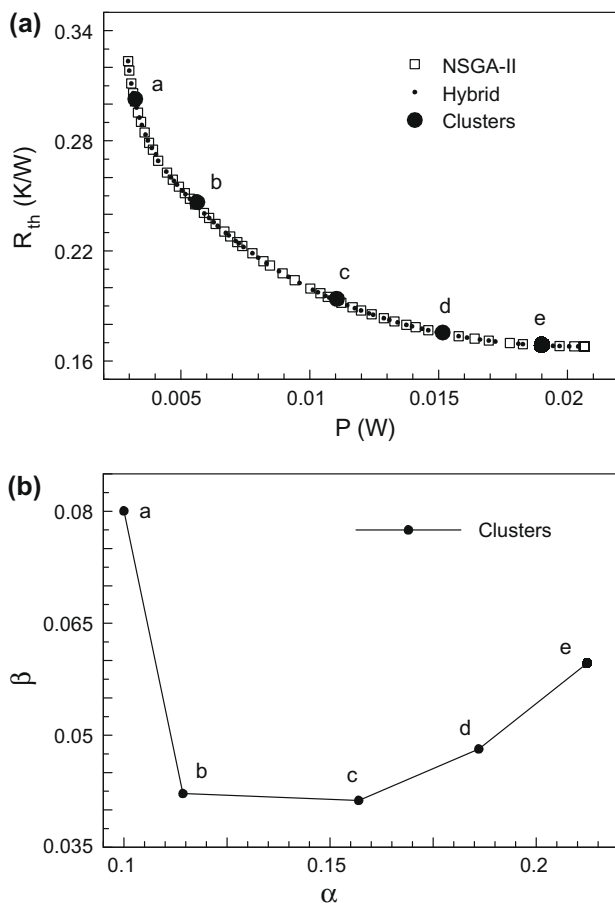 (a)
0.34
0.28
0.22
0.16
R_th (K/W)
NSGA-II
Hybrid
Clusters
a
b
c
d
e
0.005
0.01
0.015
0.02
P (W)
(b)
0.08
0.065
0.05
0.035
β
Clusters
a
b
c
d
e
0.1
0.15
0.2
α